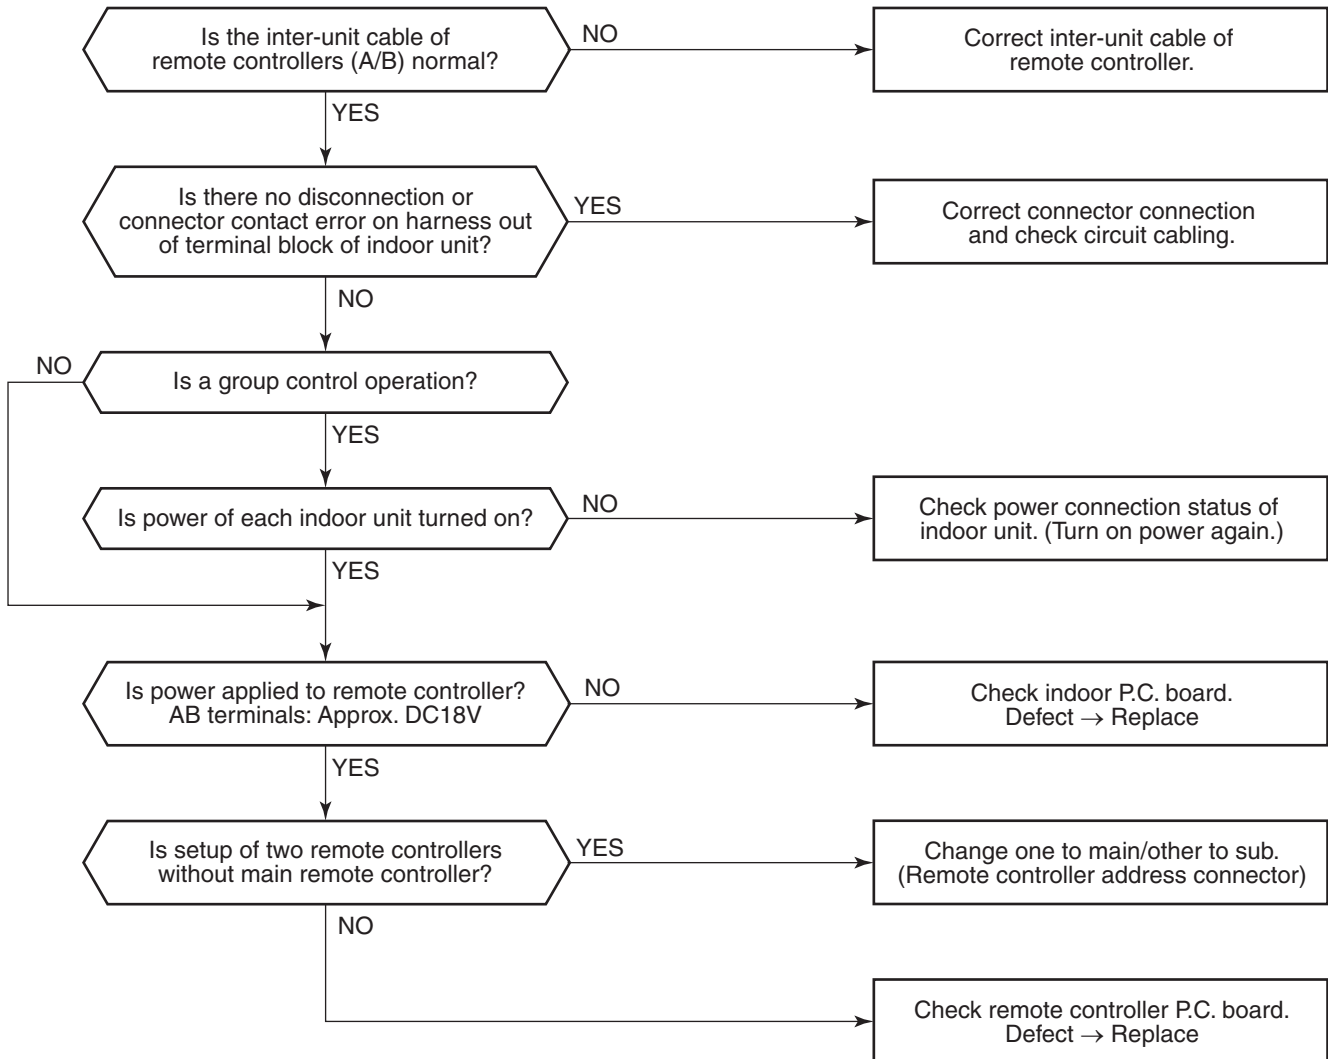 Is the inter-unit cable of
remote controllers (A/B) normal?
NO
Correct inter-unit cable of
remote controller.
YES
Is there no disconnection or
connector contact error on harness out
of terminal block of indoor unit?
YES
Correct connector connection
and check circuit cabling.
NO
NO
Is a group control operation?
YES
Is power of each indoor unit turned on?
NO
Check power connection status of
indoor unit. (Turn on power again.)
YES
Is power applied to remote controller?
AB terminals: Approx. DC18V
NO
Check indoor P.C. board.
Defect → Replace
YES
Is setup of two remote controllers
without main remote controller?
YES
Change one to main/other to sub.
(Remote controller address connector)
NO
Check remote controller P.C. board.
Defect → Replace